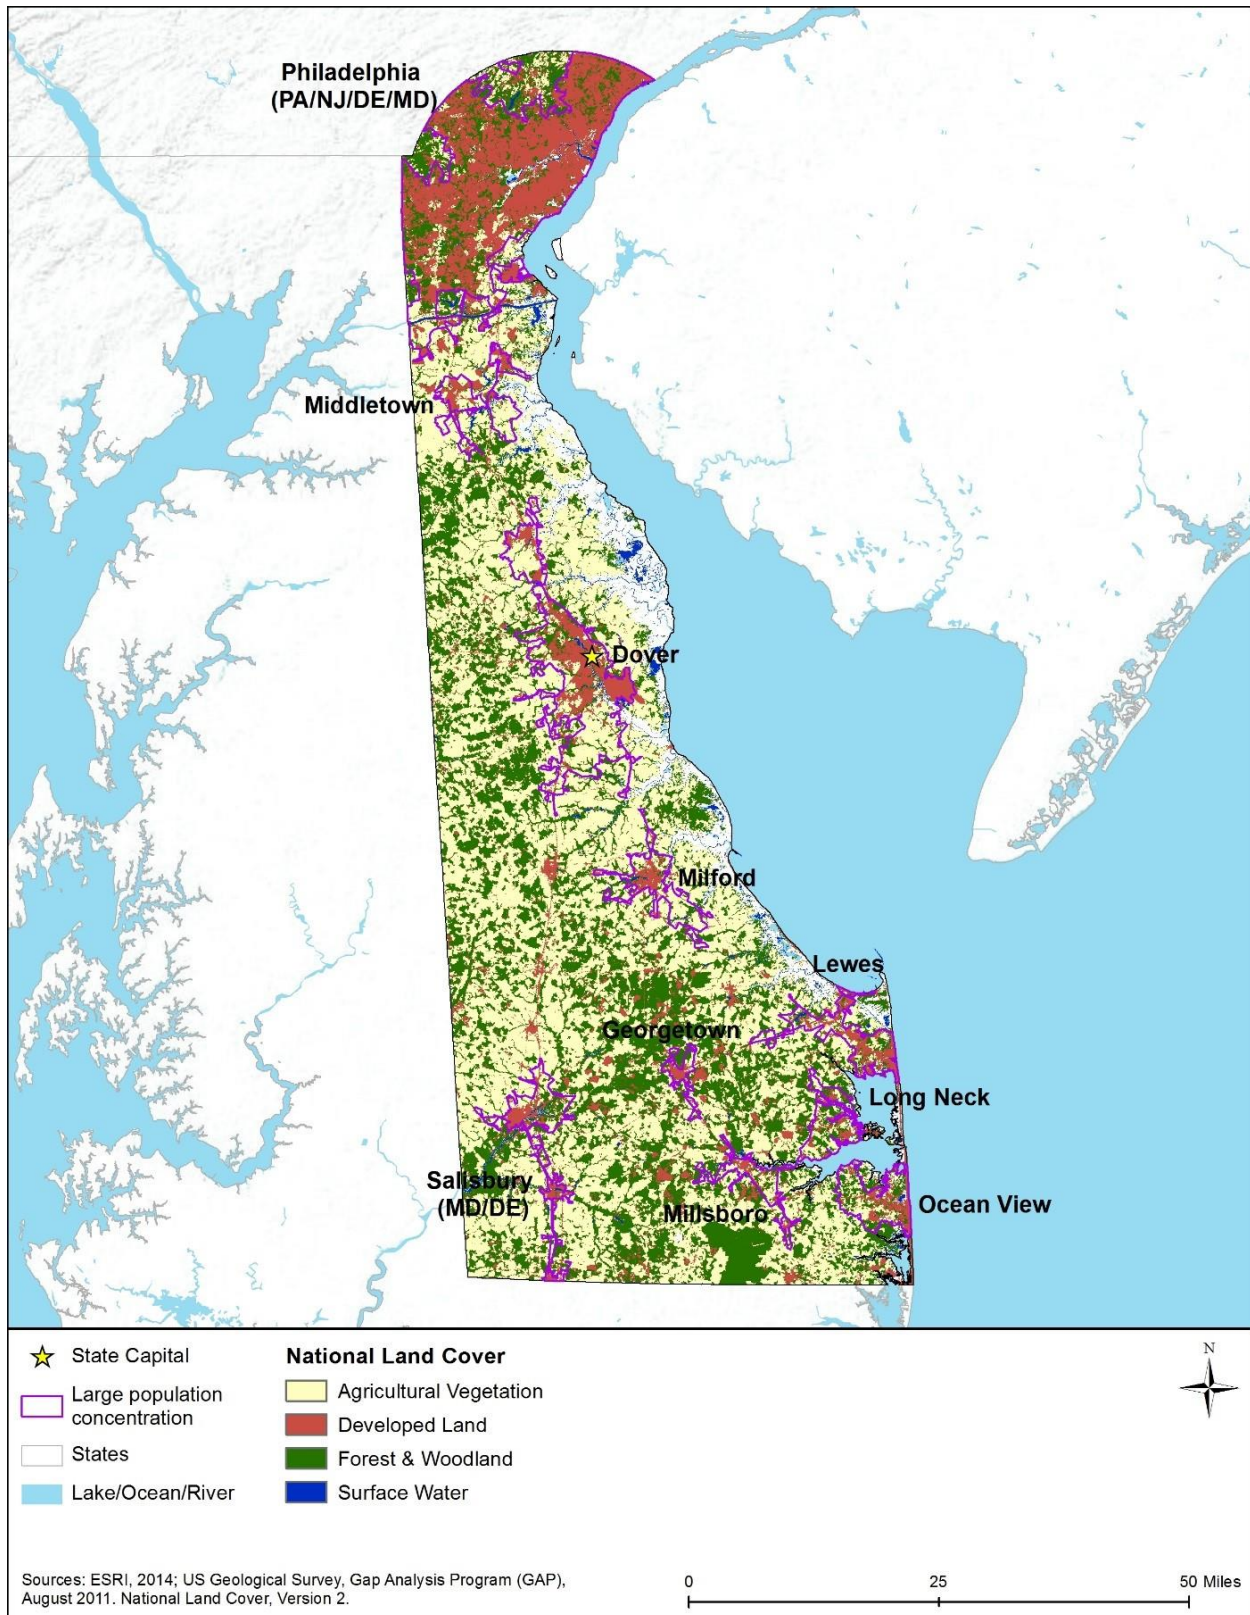 Philadelphia
(PA/NJ/DE/MD)
Middletown
Dover
Milford
Lewes
Georgetown
Long Neck
Salisbury
(MD/DE)
Millsboro
Ocean View
State Capital
Large population
concentration
States
Lake/Ocean/River
National Land Cover
Agricultural Vegetation
Developed Land
Forest & Woodland
Surface Water
N
Sources: ESRI, 2014; US Geological Survey, Gap Analysis Program (GAP),
August 2011. National Land Cover, Version 2.
0 25 50 Miles